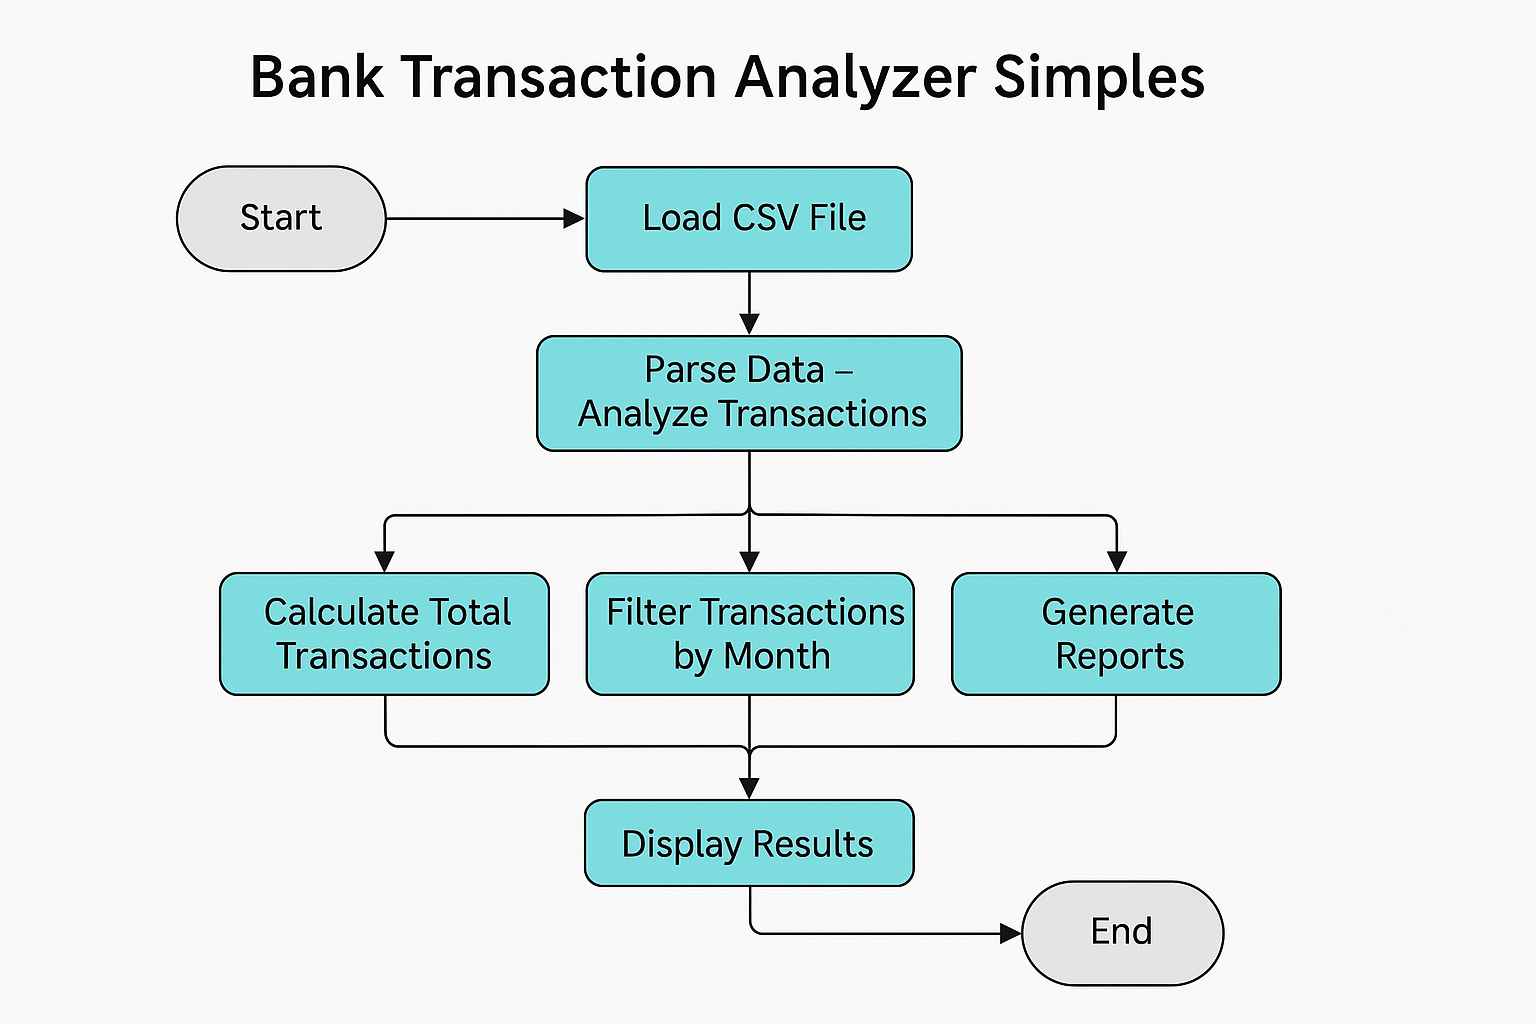 Bank Transaction Analyzer Simples
Start
Load CSV File
Parse Data –
Analyze Transactions
Calculate Total
Transactions
Filter Transactions
by Month
Generate
Reports
Display Results
End